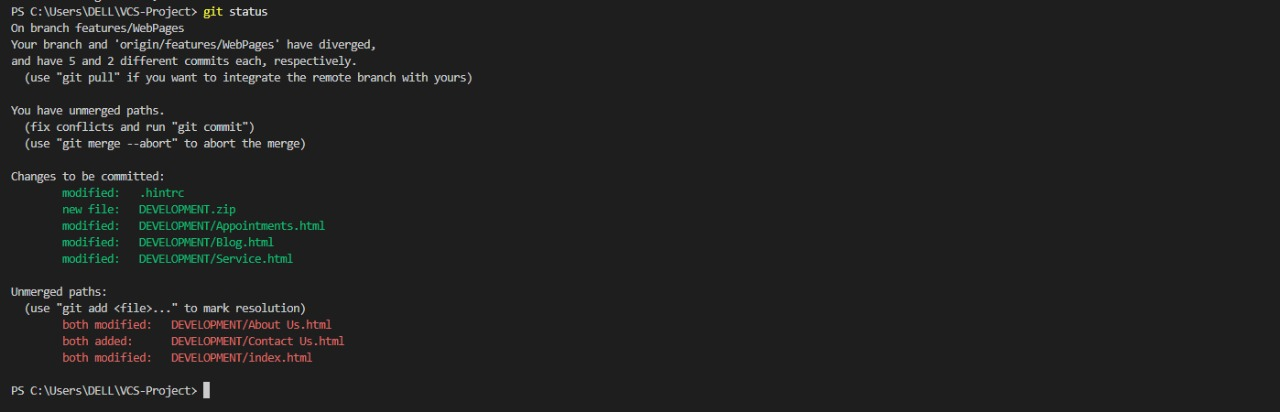 PS C:\Users\DELL\VCS-Project> git status
On branch features/WebPages
Your branch and 'origin/features/WebPages' have diverged,
and have 5 and 2 different commits each, respectively.
  (use "git pull" if you want to integrate the remote branch with yours)
You have unmerged paths.
  (fix conflicts and run "git commit")
  (use "git merge --abort" to abort the merge)
Changes to be committed:
        modified:   .hintrc
        new file:   DEVELOPMENT.zip
        modified:   DEVELOPMENT/Appointments.html
        modified:   DEVELOPMENT/Blog.html
        modified:   DEVELOPMENT/Service.html
Unmerged paths:
  (use "git add <file>..." to mark resolution)
        both modified:   DEVELOPMENT/About Us.html
        both added:      DEVELOPMENT/Contact Us.html
        both modified:   DEVELOPMENT/index.html
PS C:\Users\DELL\VCS-Project>